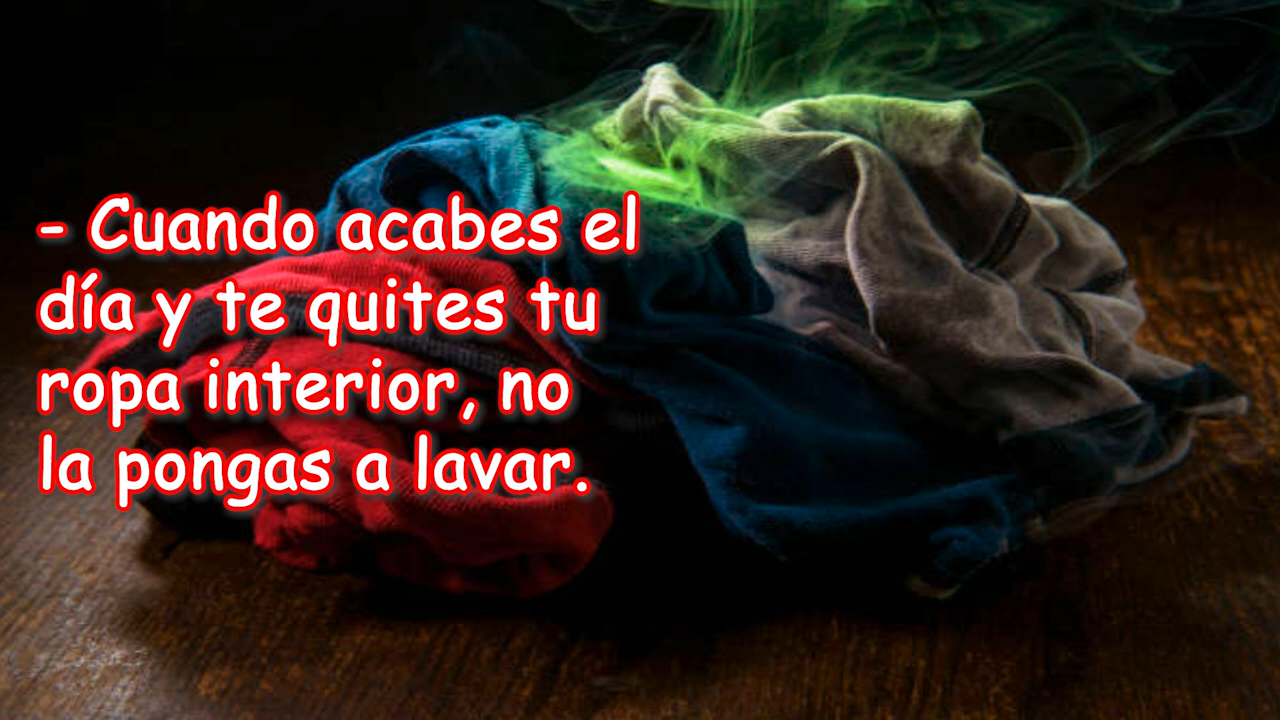 - Cuando acabes el
día y te quites tu
ropa interior, no
la pongas a lavar.